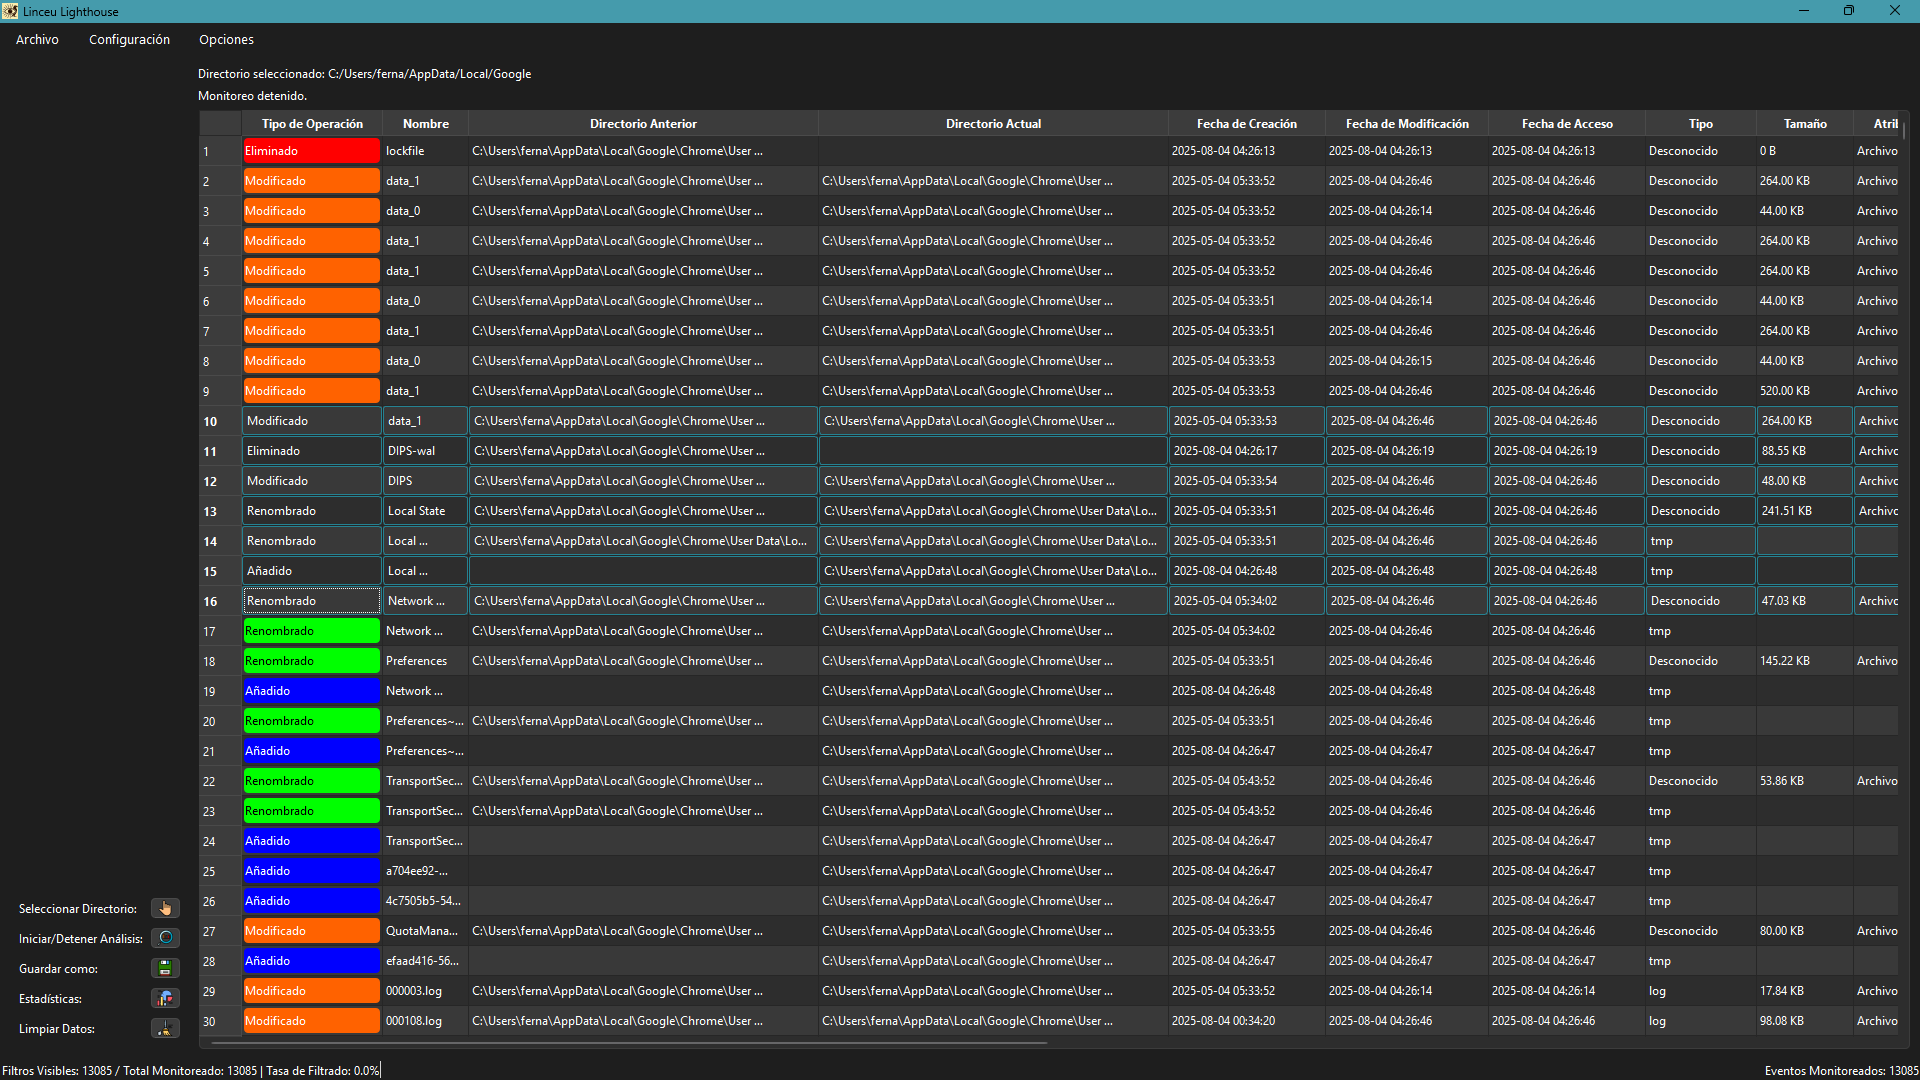 Linceu Lighthouse
Archivo Configuración Opciones
Directorio seleccionado: C:/Users/ferna/AppData/Local/Google
Monitoreo detenido.
Tipo de Operación Nombre Directorio Anterior Directorio Actual Fecha de Creación Fecha de Modificación Fecha de Acceso Tipo Tamaño Atril
1 Eliminado lockfile C:\Users\ferna\AppData\Local\Google\Chrome\User ... 2025-08-04 04:26:13 2025-08-04 04:26:13 2025-08-04 04:26:13 Desconocido 0 B Archivo
2 Modificado data_1 C:\Users\ferna\AppData\Local\Google\Chrome\User ... C:\Users\ferna\AppData\Local\Google\Chrome\User ... 2025-05-04 05:33:52 2025-08-04 04:26:46 2025-08-04 04:26:46 Desconocido 264.00 KB Archivo
3 Modificado data_0 C:\Users\ferna\AppData\Local\Google\Chrome\User ... C:\Users\ferna\AppData\Local\Google\Chrome\User ... 2025-05-04 05:33:52 2025-08-04 04:26:14 2025-08-04 04:26:46 Desconocido 44.00 KB Archivo
4 Modificado data_1 C:\Users\ferna\AppData\Local\Google\Chrome\User ... C:\Users\ferna\AppData\Local\Google\Chrome\User ... 2025-05-04 05:33:52 2025-08-04 04:26:46 2025-08-04 04:26:46 Desconocido 264.00 KB Archivo
5 Modificado data_1 C:\Users\ferna\AppData\Local\Google\Chrome\User ... C:\Users\ferna\AppData\Local\Google\Chrome\User ... 2025-05-04 05:33:52 2025-08-04 04:26:46 2025-08-04 04:26:46 Desconocido 264.00 KB Archivo
6 Modificado data_0 C:\Users\ferna\AppData\Local\Google\Chrome\User ... C:\Users\ferna\AppData\Local\Google\Chrome\User ... 2025-05-04 05:33:51 2025-08-04 04:26:14 2025-08-04 04:26:46 Desconocido 44.00 KB Archivo
7 Modificado data_1 C:\Users\ferna\AppData\Local\Google\Chrome\User ... C:\Users\ferna\AppData\Local\Google\Chrome\User ... 2025-05-04 05:33:51 2025-08-04 04:26:46 2025-08-04 04:26:46 Desconocido 264.00 KB Archivo
8 Modificado data_0 C:\Users\ferna\AppData\Local\Google\Chrome\User ... C:\Users\ferna\AppData\Local\Google\Chrome\User ... 2025-05-04 05:33:53 2025-08-04 04:26:15 2025-08-04 04:26:46 Desconocido 44.00 KB Archivo
9 Modificado data_1 C:\Users\ferna\AppData\Local\Google\Chrome\User ... C:\Users\ferna\AppData\Local\Google\Chrome\User ... 2025-05-04 05:33:53 2025-08-04 04:26:46 2025-08-04 04:26:46 Desconocido 520.00 KB Archivo
10 Modificado data_1 C:\Users\ferna\AppData\Local\Google\Chrome\User ... C:\Users\ferna\AppData\Local\Google\Chrome\User ... 2025-05-04 05:33:53 2025-08-04 04:26:46 2025-08-04 04:26:46 Desconocido 264.00 KB Archivo
11 Eliminado DIPS-wal C:\Users\ferna\AppData\Local\Google\Chrome\User ... 2025-08-04 04:26:17 2025-08-04 04:26:19 2025-08-04 04:26:19 Desconocido 88.55 KB Archivo
12 Modificado DIPS C:\Users\ferna\AppData\Local\Google\Chrome\User ... C:\Users\ferna\AppData\Local\Google\Chrome\User ... 2025-05-04 05:33:54 2025-08-04 04:26:46 2025-08-04 04:26:46 Desconocido 48.00 KB Archivo
13 Renombrado Local State C:\Users\ferna\AppData\Local\Google\Chrome\User ... C:\Users\ferna\AppData\Local\Google\Chrome\User Data\Lo... 2025-05-04 05:33:51 2025-08-04 04:26:46 2025-08-04 04:26:46 Desconocido 241.51 KB Archivo
14 Renombrado Local ... C:\Users\ferna\AppData\Local\Google\Chrome\User Data\Lo... C:\Users\ferna\AppData\Local\Google\Chrome\User Data\Lo... 2025-05-04 05:33:51 2025-08-04 04:26:46 2025-08-04 04:26:46 tmp
15 Añadido Local ... C:\Users\ferna\AppData\Local\Google\Chrome\User Data\Lo... 2025-08-04 04:26:48 2025-08-04 04:26:48 2025-08-04 04:26:48 tmp
16 Renombrado Network ... C:\Users\ferna\AppData\Local\Google\Chrome\User ... C:\Users\ferna\AppData\Local\Google\Chrome\User ... 2025-05-04 05:34:02 2025-08-04 04:26:46 2025-08-04 04:26:46 Desconocido 47.03 KB Archivo
17 Renombrado Network ... C:\Users\ferna\AppData\Local\Google\Chrome\User ... C:\Users\ferna\AppData\Local\Google\Chrome\User ... 2025-05-04 05:34:02 2025-08-04 04:26:46 2025-08-04 04:26:46 tmp
18 Renombrado Preferences C:\Users\ferna\AppData\Local\Google\Chrome\User ... C:\Users\ferna\AppData\Local\Google\Chrome\User ... 2025-05-04 05:33:51 2025-08-04 04:26:46 2025-08-04 04:26:46 Desconocido 145.22 KB Archivo
19 Añadido Network ... C:\Users\ferna\AppData\Local\Google\Chrome\User ... 2025-08-04 04:26:48 2025-08-04 04:26:48 2025-08-04 04:26:48 tmp
20 Renombrado Preferences~... C:\Users\ferna\AppData\Local\Google\Chrome\User ... C:\Users\ferna\AppData\Local\Google\Chrome\User ... 2025-05-04 05:33:51 2025-08-04 04:26:46 2025-08-04 04:26:46 tmp
21 Añadido Preferences~... C:\Users\ferna\AppData\Local\Google\Chrome\User ... 2025-08-04 04:26:47 2025-08-04 04:26:47 2025-08-04 04:26:47 tmp
22 Renombrado TransportSec... C:\Users\ferna\AppData\Local\Google\Chrome\User ... C:\Users\ferna\AppData\Local\Google\Chrome\User ... 2025-05-04 05:43:52 2025-08-04 04:26:46 2025-08-04 04:26:46 Desconocido 53.86 KB Archivo
23 Renombrado TransportSec... C:\Users\ferna\AppData\Local\Google\Chrome\User ... C:\Users\ferna\AppData\Local\Google\Chrome\User ... 2025-05-04 05:43:52 2025-08-04 04:26:46 2025-08-04 04:26:46 tmp
24 Añadido TransportSec... C:\Users\ferna\AppData\Local\Google\Chrome\User ... 2025-08-04 04:26:47 2025-08-04 04:26:47 2025-08-04 04:26:47 tmp
25 Añadido a704ee92-... C:\Users\ferna\AppData\Local\Google\Chrome\User ... 2025-08-04 04:26:47 2025-08-04 04:26:47 2025-08-04 04:26:47 tmp
26 Añadido 4c7505b5-54... C:\Users\ferna\AppData\Local\Google\Chrome\User ... 2025-08-04 04:26:47 2025-08-04 04:26:47 2025-08-04 04:26:47 tmp
27 Modificado QuotaMana... C:\Users\ferna\AppData\Local\Google\Chrome\User ... C:\Users\ferna\AppData\Local\Google\Chrome\User ... 2025-05-04 05:33:55 2025-08-04 04:26:46 2025-08-04 04:26:46 Desconocido 80.00 KB Archivo
28 Añadido efaad416-56... C:\Users\ferna\AppData\Local\Google\Chrome\User ... 2025-08-04 04:26:47 2025-08-04 04:26:47 2025-08-04 04:26:47 tmp
29 Modificado 000003.log C:\Users\ferna\AppData\Local\Google\Chrome\User ... C:\Users\ferna\AppData\Local\Google\Chrome\User ... 2025-05-04 05:33:52 2025-08-04 04:26:14 2025-08-04 04:26:14 log 17.84 KB Archivo
30 Modificado 000108.log C:\Users\ferna\AppData\Local\Google\Chrome\User ... C:\Users\ferna\AppData\Local\Google\Chrome\User ... 2025-08-04 00:34:20 2025-08-04 04:26:46 2025-08-04 04:26:46 log 98.08 KB Archivo
Seleccionar Directorio:
Iniciar/Detener Análisis:
Guardar como:
Estadísticas:
Limpiar Datos:
Filtros Visibles: 13085 / Total Monitoreado: 13085 | Tasa de Filtrado: 0.0%
Eventos Monitoreados: 13085